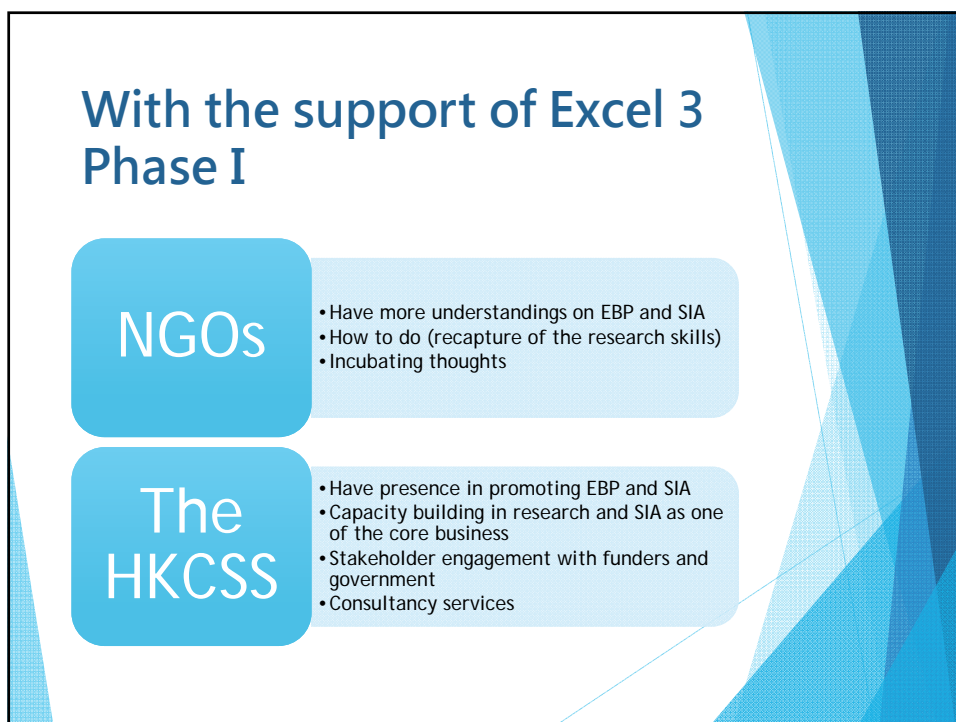 With the support of Excel 3
Phase I
NGOs
•Have more understandings on EBP and SIA
•How to do (recapture of the research skills)
•Incubating thoughts
The
HKCSS
•Have presence in promoting EBP and SIA
•Capacity building in research and SIA as one
of the core business
•Stakeholder engagement with funders and
government
•Consultancy services